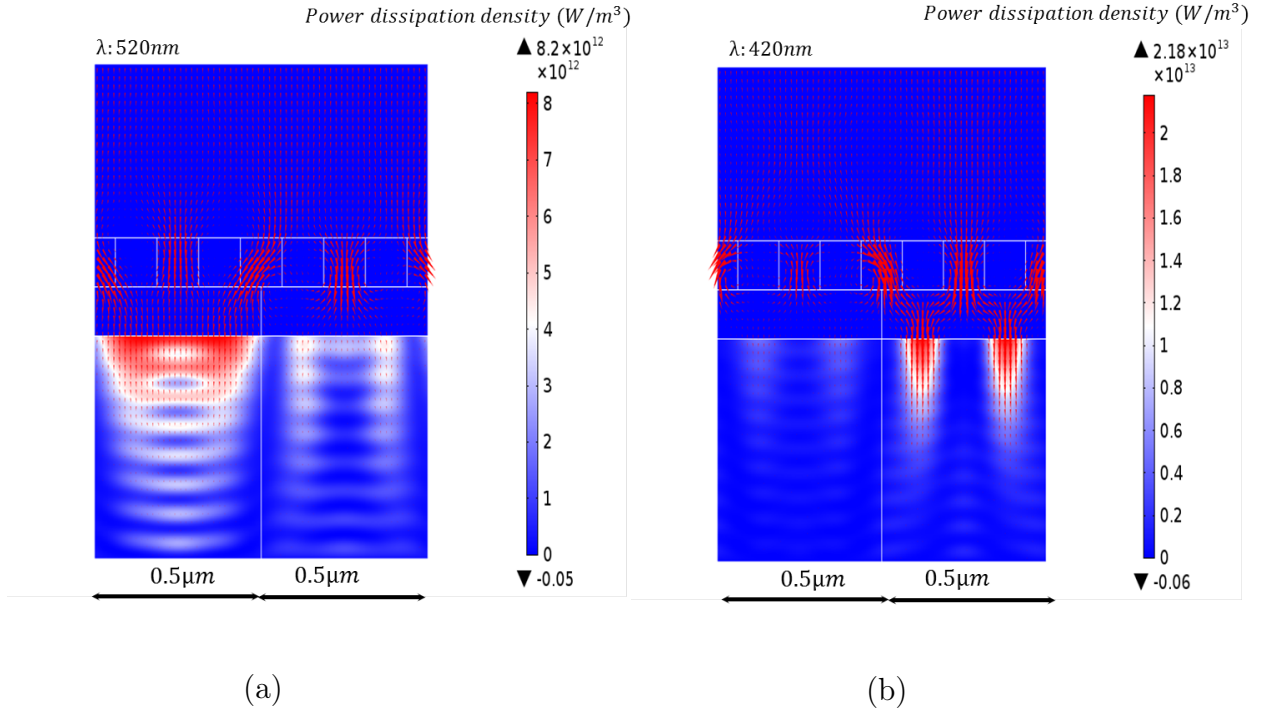 Power dissipation density (W/m³)
λ: 520nm
8.2×10¹²
×10¹²
8
7
6
5
4
3
2
1
0
-0.05
0.5μm
0.5μm
(a)
Power dissipation density (W/m³)
λ: 420nm
2.18×10¹³
×10¹³
2
1.8
1.6
1.4
1.2
1
0.8
0.6
0.4
0.2
0
-0.06
0.5μm
0.5μm
(b)